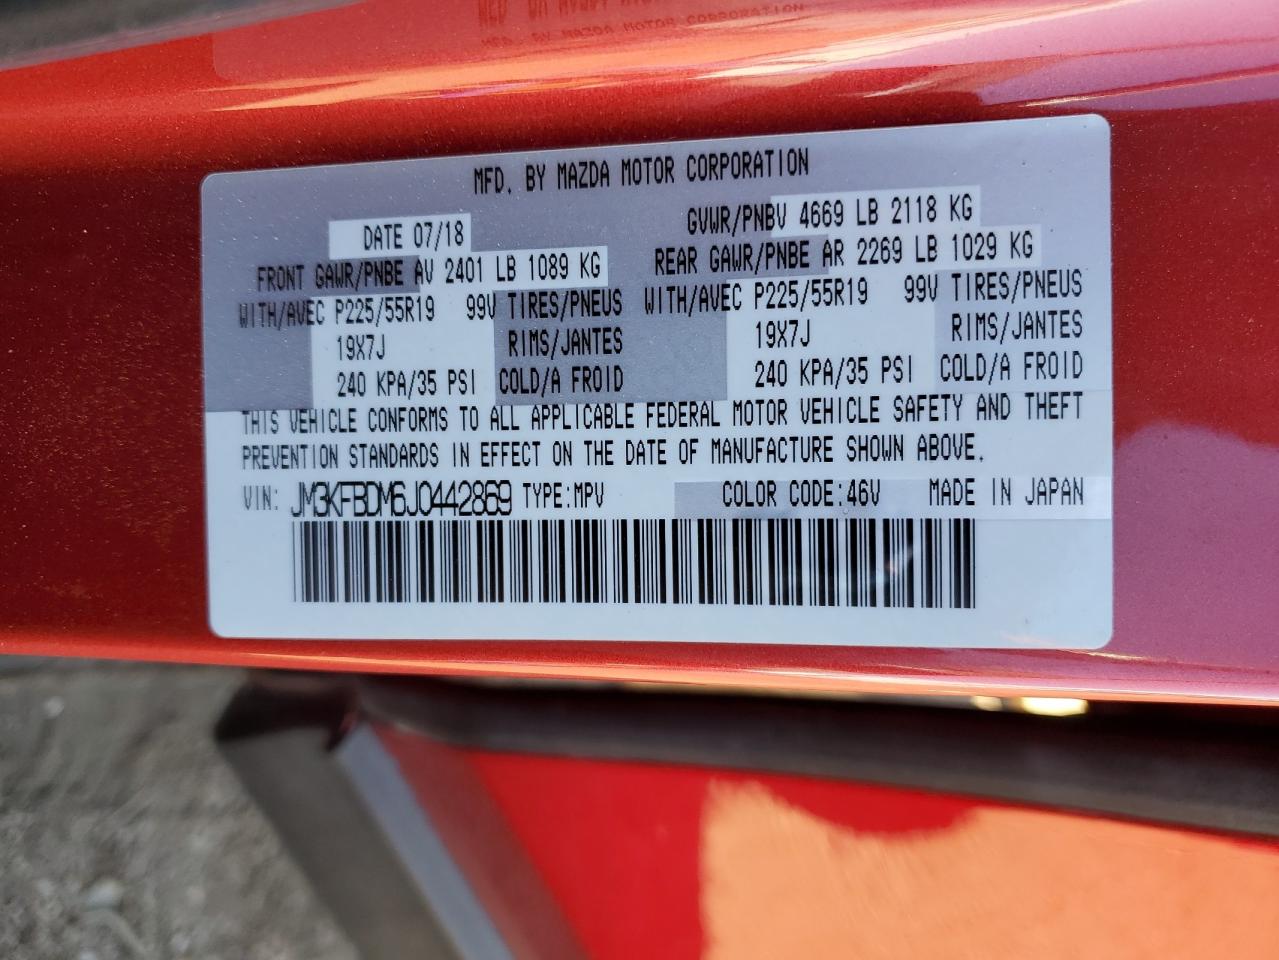 MFD. BY MAZDA MOTOR CORPORATION
MFD. BY MAZDA MOTOR CORPORATION
DATE 07/18 GVWR/PNBV 4669 LB 2118 KG
FRONT GAWR/PNBE AV 2401 LB 1089 KG REAR GAWR/PNBE AR 2269 LB 1029 KG
WITH/AVEC P225/55R19 99V TIRES/PNEUS WITH/AVEC P225/55R19 99V TIRES/PNEUS
19X7J RIMS/JANTES 19X7J RIMS/JANTES
240 KPA/35 PSI COLD/A FROID 240 KPA/35 PSI COLD/A FROID
THIS VEHICLE CONFORMS TO ALL APPLICABLE FEDERAL MOTOR VEHICLE SAFETY AND THEFT
PREVENTION STANDARDS IN EFFECT ON THE DATE OF MANUFACTURE SHOWN ABOVE.
VIN: JM3KFBDM6J0442869 TYPE:MPV COLOR CODE:46V MADE IN JAPAN